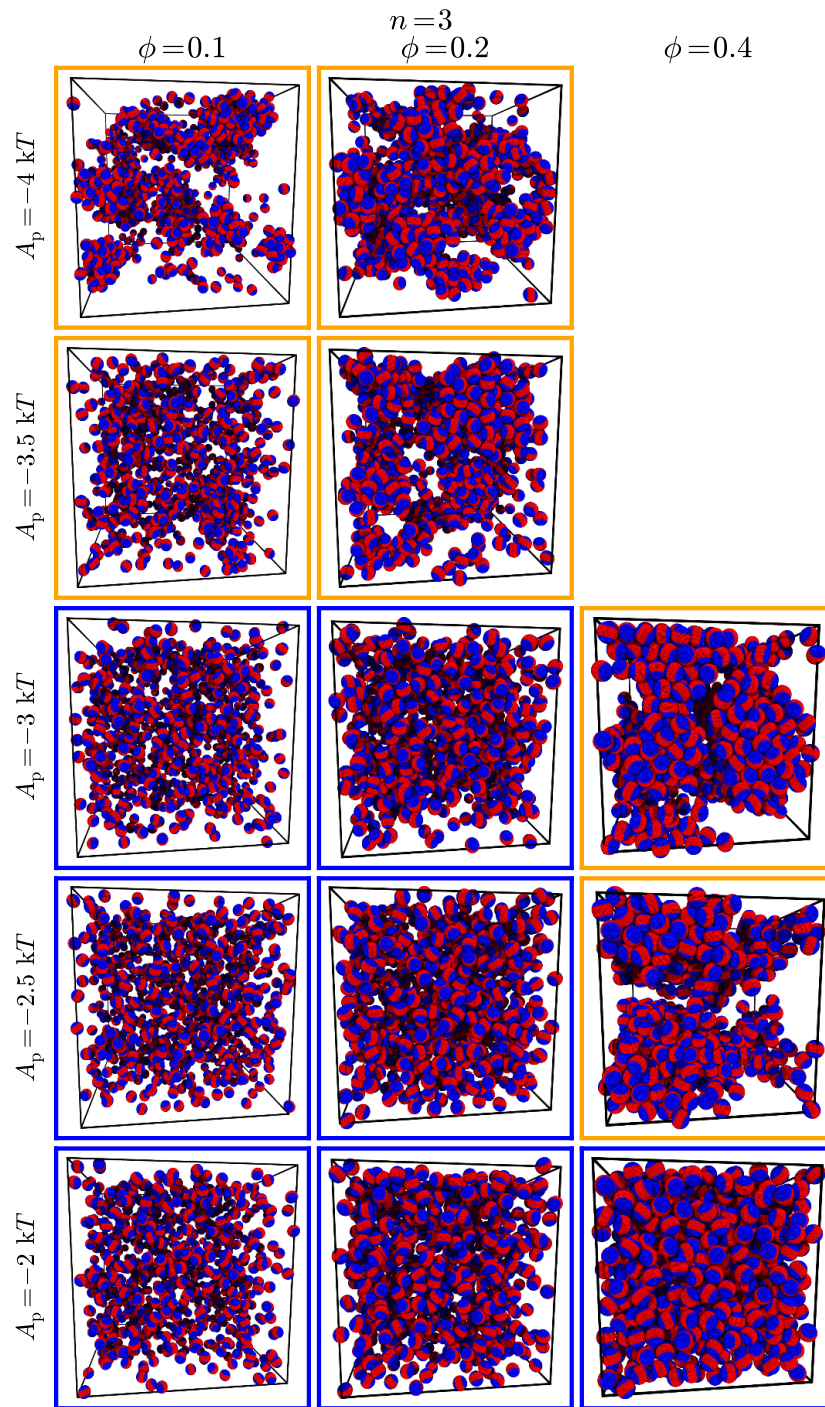 n=3
ϕ=0.1 ϕ=0.2 ϕ=0.4
A_p=−4 kT
A_p=−3.5 kT
A_p=−3 kT
A_p=−2.5 kT
A_p=−2 kT